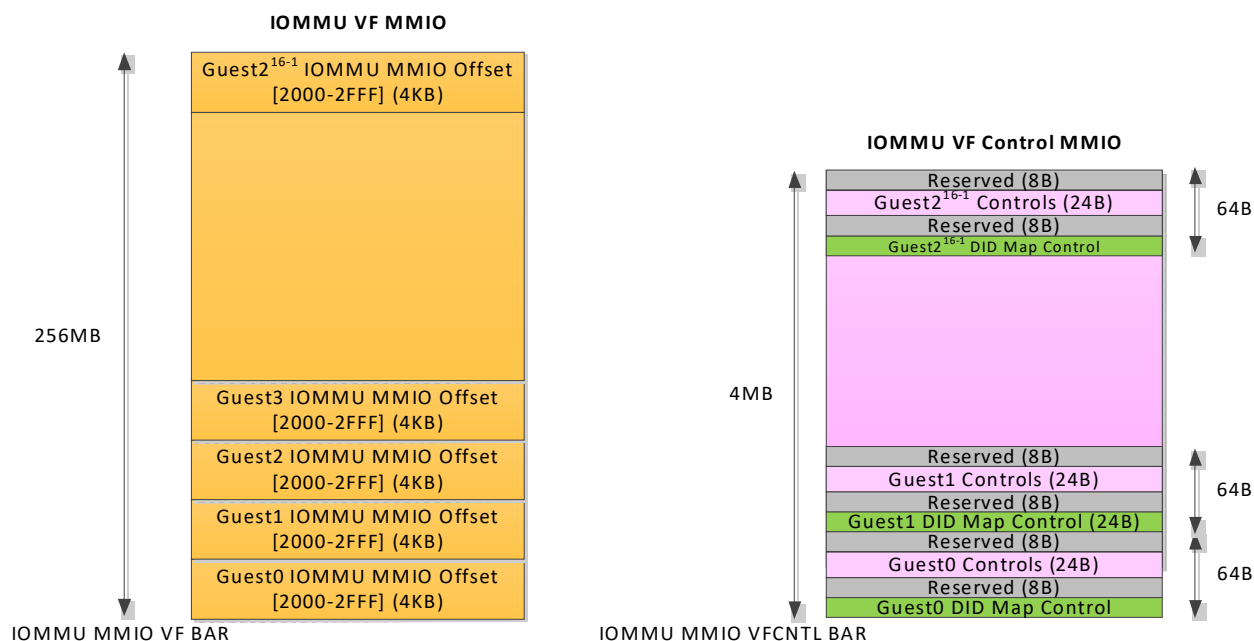 IOMMU VF MMIO
Guest2^16-1 IOMMU MMIO Offset
[2000-2FFF] (4KB)
256MB
Guest3 IOMMU MMIO Offset
[2000-2FFF] (4KB)
Guest2 IOMMU MMIO Offset
[2000-2FFF] (4KB)
Guest1 IOMMU MMIO Offset
[2000-2FFF] (4KB)
Guest0 IOMMU MMIO Offset
[2000-2FFF] (4KB)
IOMMU MMIO VF BAR
IOMMU VF Control MMIO
Reserved (8B)
Guest2^16-1 Controls (24B)
Reserved (8B)
Guest2^16-1 DID Map Control
64B
4MB
Reserved (8B)
Guest1 Controls (24B)
Reserved (8B)
Guest1 DID Map Control (24B)
64B
Reserved (8B)
Guest0 Controls (24B)
Reserved (8B)
Guest0 DID Map Control
64B
IOMMU MMIO VFCNTL BAR